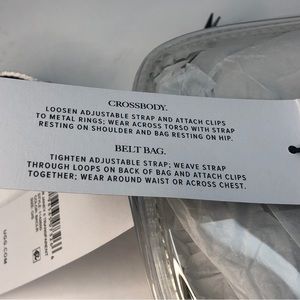 CROSSBODY.
LOOSEN ADJUSTABLE STRAP AND ATTACH CLIPS
TO METAL RINGS; WEAR ACROSS TORSO WITH STRAP
RESTING ON SHOULDER AND BAG RESTING ON HIP.
BELT BAG.
TIGHTEN ADJUSTABLE STRAP; WEAVE STRAP
THROUGH LOOPS ON BACK OF BAG AND ATTACH CLIPS
TOGETHER; WEAR AROUND WAIST OR ACROSS CHEST.
UGG.COM